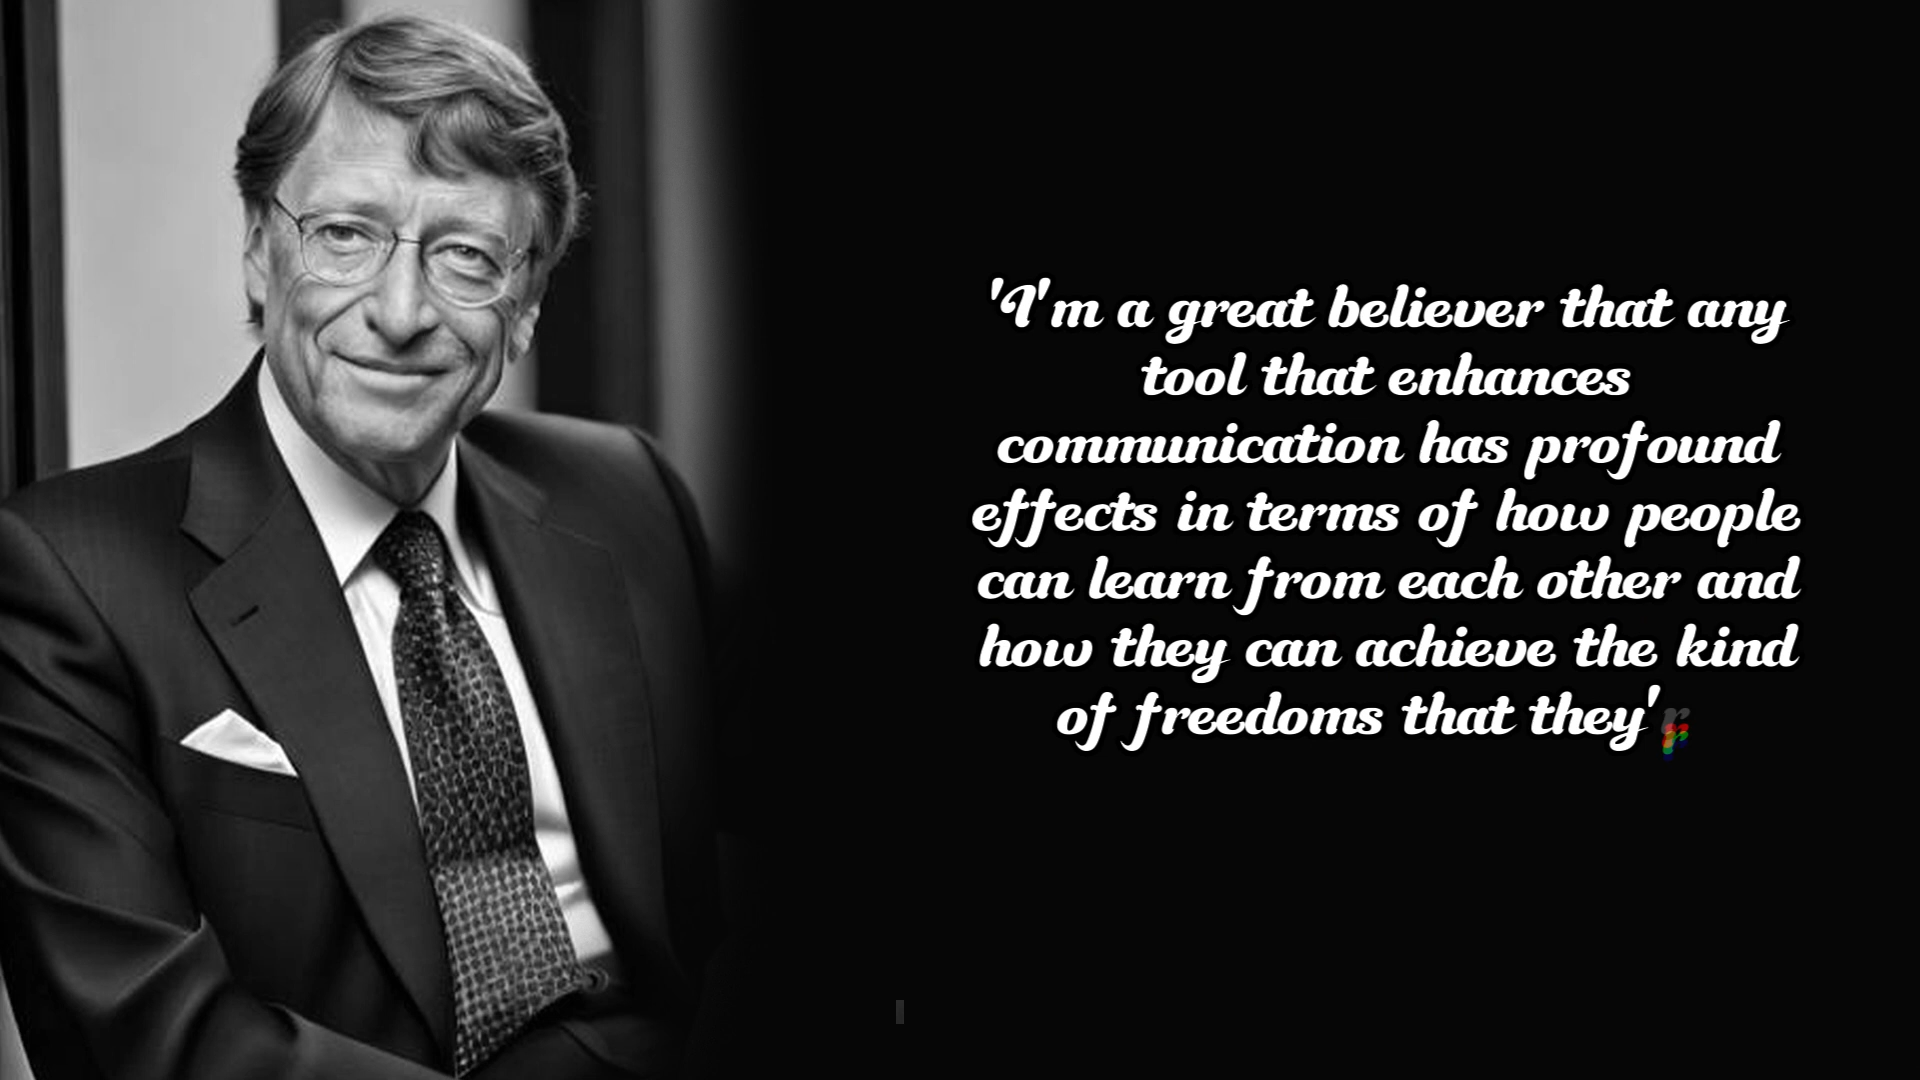 'I'm a great believer that any
tool that enhances
communication has profound
effects in terms of how people
can learn from each other and
how they can achieve the kind
of freedoms that they'r